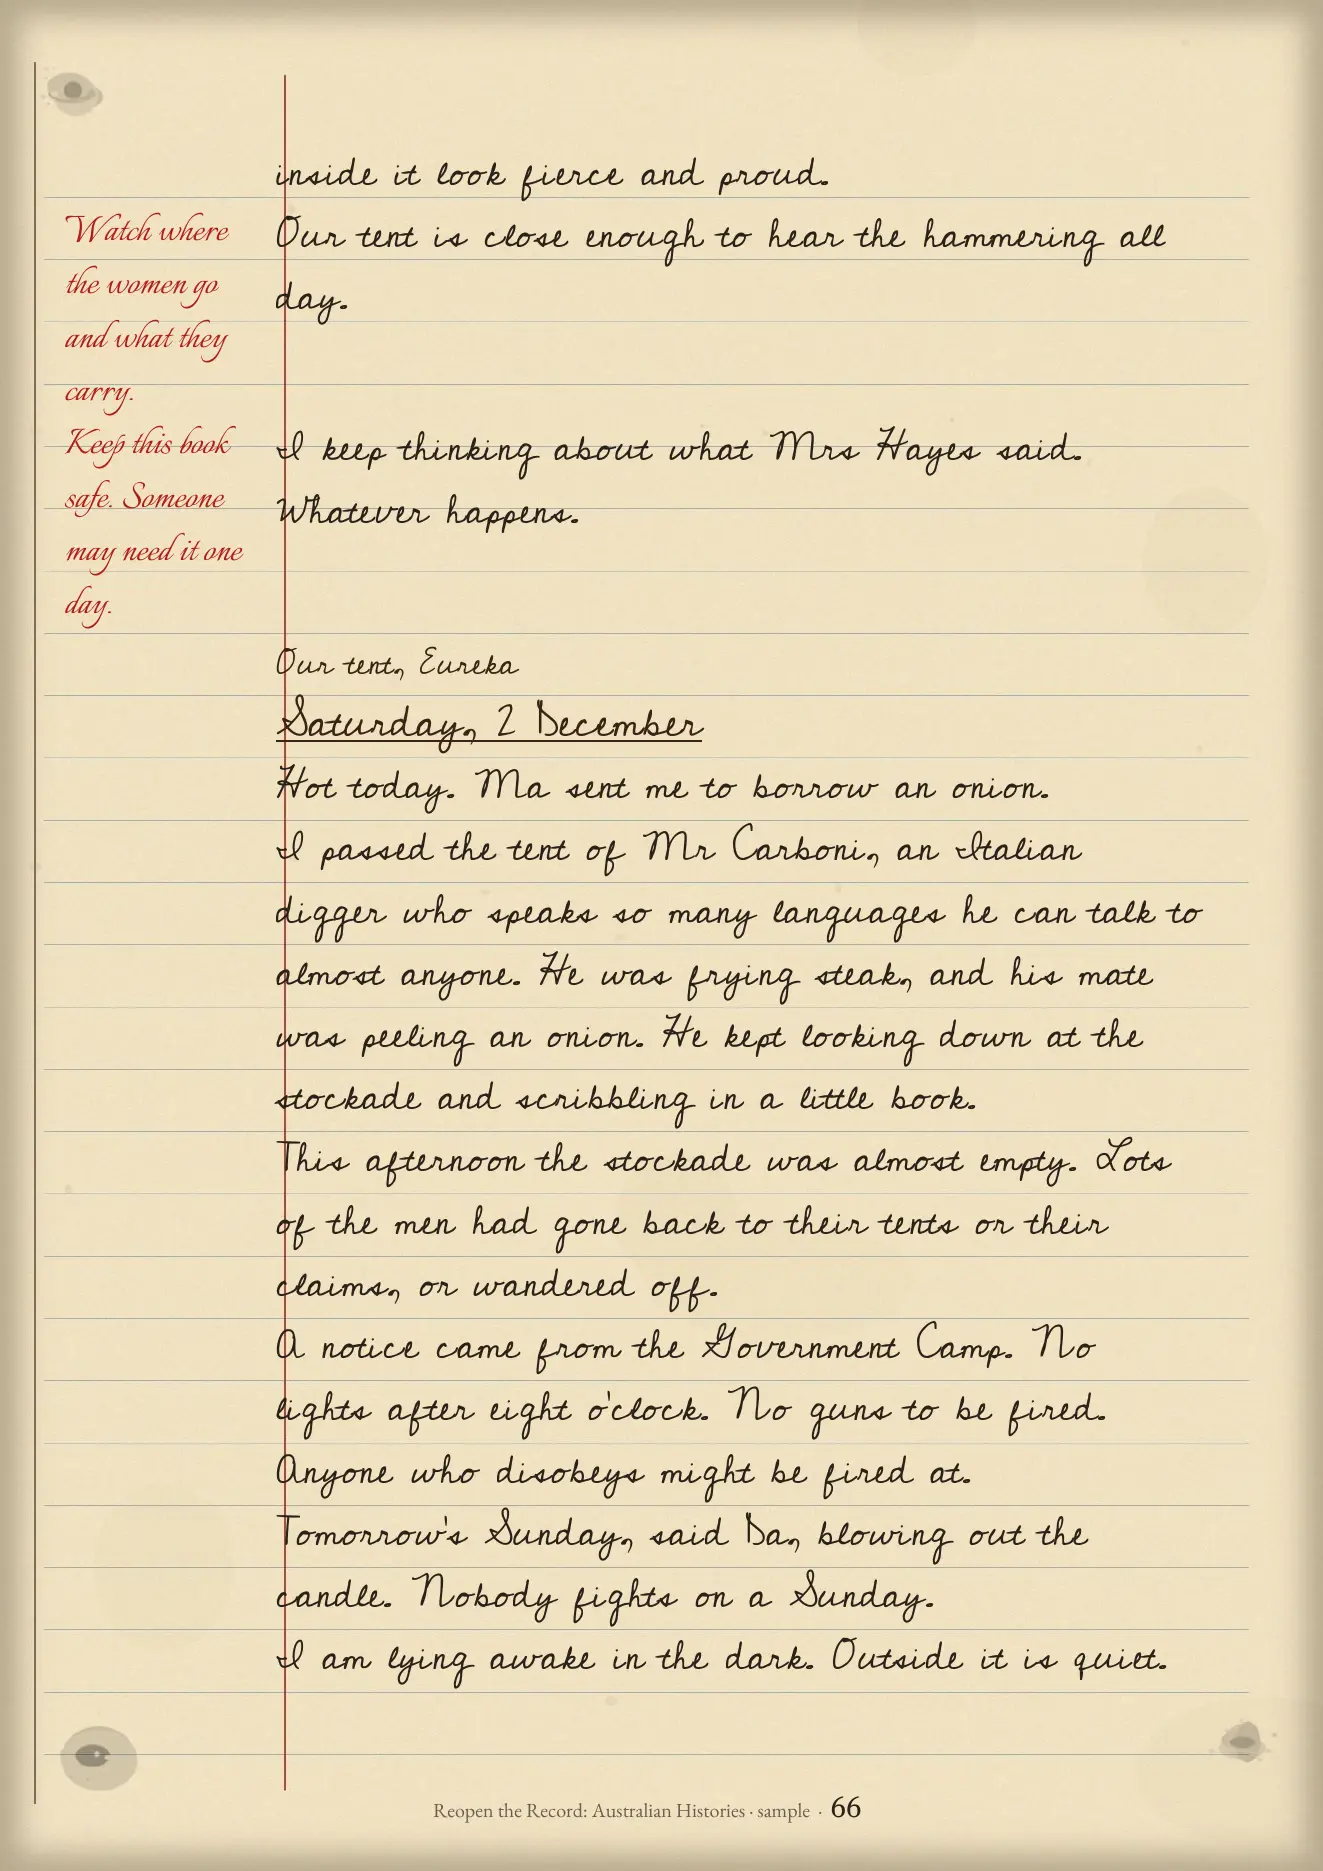 inside it look fierce and proud.
Watch where
the women go
and what they
carry.
Keep this book
safe. Someone
may need it one
day.
Our tent is close enough to hear the hammering all
day.
I keep thinking about what Mrs Hayes said.
Whatever happens.
Our tent, Eureka
Saturday, 2 December
Hot today. Ma sent me to borrow an onion.
I passed the tent of Mr Carboni, an Italian
digger who speaks so many languages he can talk to
almost anyone. He was frying steak, and his mate
was peeling an onion. He kept looking down at the
stockade and scribbling in a little book.
This afternoon the stockade was almost empty. Lots
of the men had gone back to their tents or their
claims, or wandered off.
A notice came from the Government Camp. No
lights after eight o'clock. No guns to be fired.
Anyone who disobeys might be fired at.
Tomorrow's Sunday, said Da, blowing out the
candle. Nobody fights on a Sunday.
I am lying awake in the dark. Outside it is quiet.
Reopen the Record: Australian Histories · sample · 66